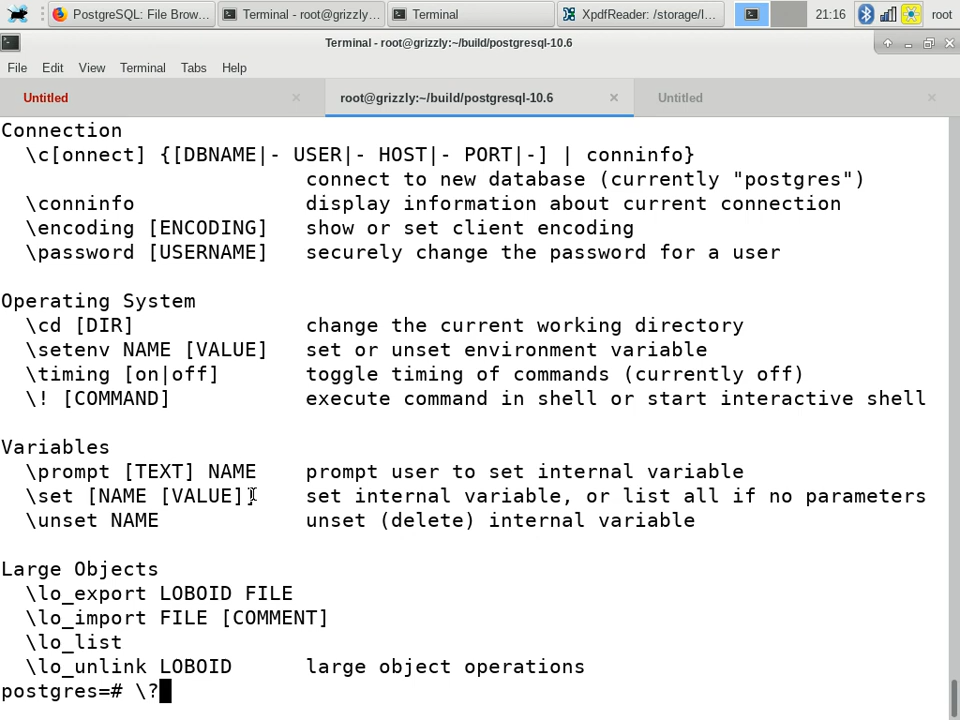 PostgreSQL: File Brow... Terminal - root@grizzly:... Terminal XpdfReader: /storage/l... 21:16 root
Terminal - root@grizzly:~/build/postgresql-10.6
File Edit View Terminal Tabs Help
Untitled root@grizzly:~/build/postgresql-10.6 Untitled
Connection
\c[onnect] {[DBNAME|- USER|- HOST|- PORT|-] | conninfo}
connect to new database (currently "postgres")
\conninfo display information about current connection
\encoding [ENCODING] show or set client encoding
\password [USERNAME] securely change the password for a user
Operating System
\cd [DIR] change the current working directory
\setenv NAME [VALUE] set or unset environment variable
\timing [on|off] toggle timing of commands (currently off)
\! [COMMAND] execute command in shell or start interactive shell
Variables
\prompt [TEXT] NAME prompt user to set internal variable
\set [NAME [VALUE]] set internal variable, or list all if no parameters
\unset NAME unset (delete) internal variable
Large Objects
\lo_export LOBOID FILE
\lo_import FILE [COMMENT]
\lo_list
\lo_unlink LOBOID large object operations
postgres=# \?